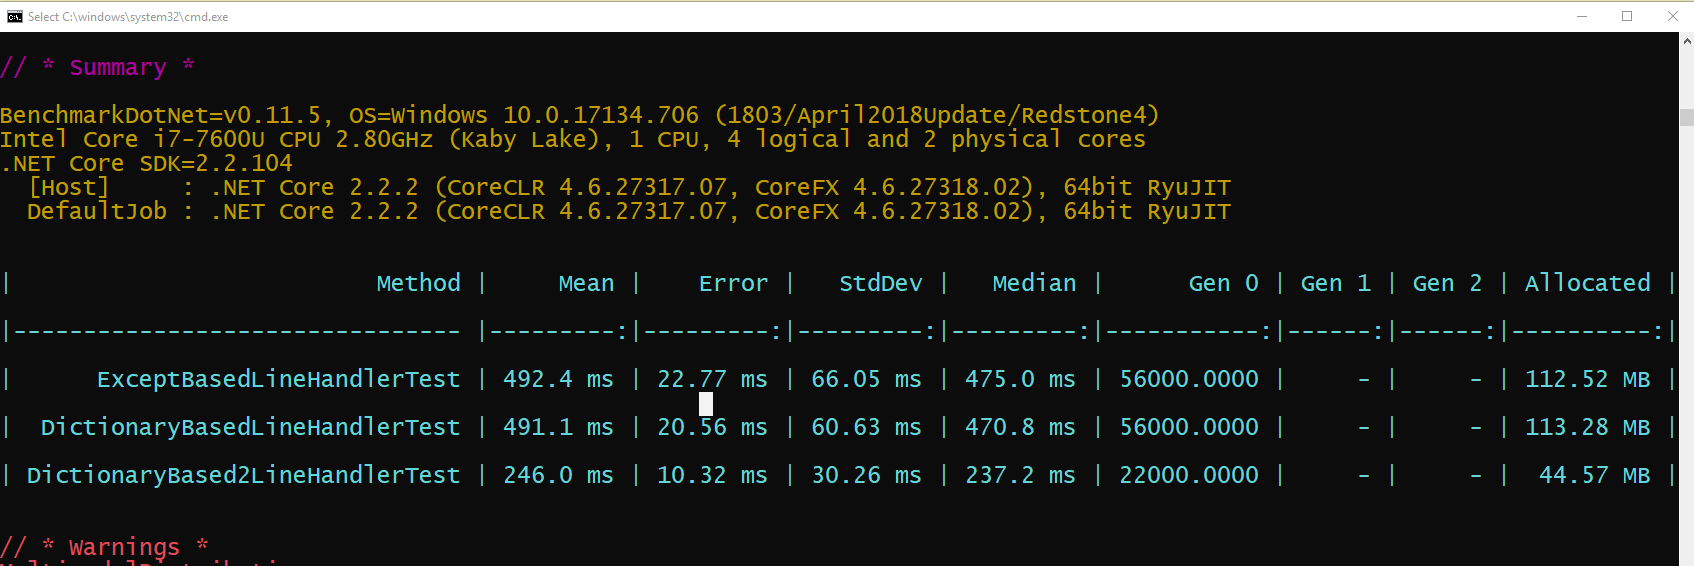 Select C:\windows\system32\cmd.exe
// * Summary *
BenchmarkDotNet=v0.11.5, OS=Windows 10.0.17134.706 (1803/April2018Update/Redstone4)
Intel Core i7-7600U CPU 2.80GHz (Kaby Lake), 1 CPU, 4 logical and 2 physical cores
.NET Core SDK=2.2.104
  [Host]     : .NET Core 2.2.2 (CoreCLR 4.6.27317.07, CoreFX 4.6.27318.02), 64bit RyuJIT
  DefaultJob : .NET Core 2.2.2 (CoreCLR 4.6.27317.07, CoreFX 4.6.27318.02), 64bit RyuJIT
|                          Method |     Mean |    Error |   StdDev |   Median |      Gen 0 | Gen 1 | Gen 2 | Allocated |
|-------------------------------- |---------:|---------:|---------:|---------:|-----------:|------:|------:|----------:|
|      ExceptBasedLineHandlerTest | 492.4 ms | 22.77 ms | 66.05 ms | 475.0 ms | 56000.0000 |     - |     - | 112.52 MB |
|  DictionaryBasedLineHandlerTest | 491.1 ms | 20.56 ms | 60.63 ms | 470.8 ms | 56000.0000 |     - |     - | 113.28 MB |
| DictionaryBased2LineHandlerTest | 246.0 ms | 10.32 ms | 30.26 ms | 237.2 ms | 22000.0000 |     - |     - |  44.57 MB |
// * Warnings *